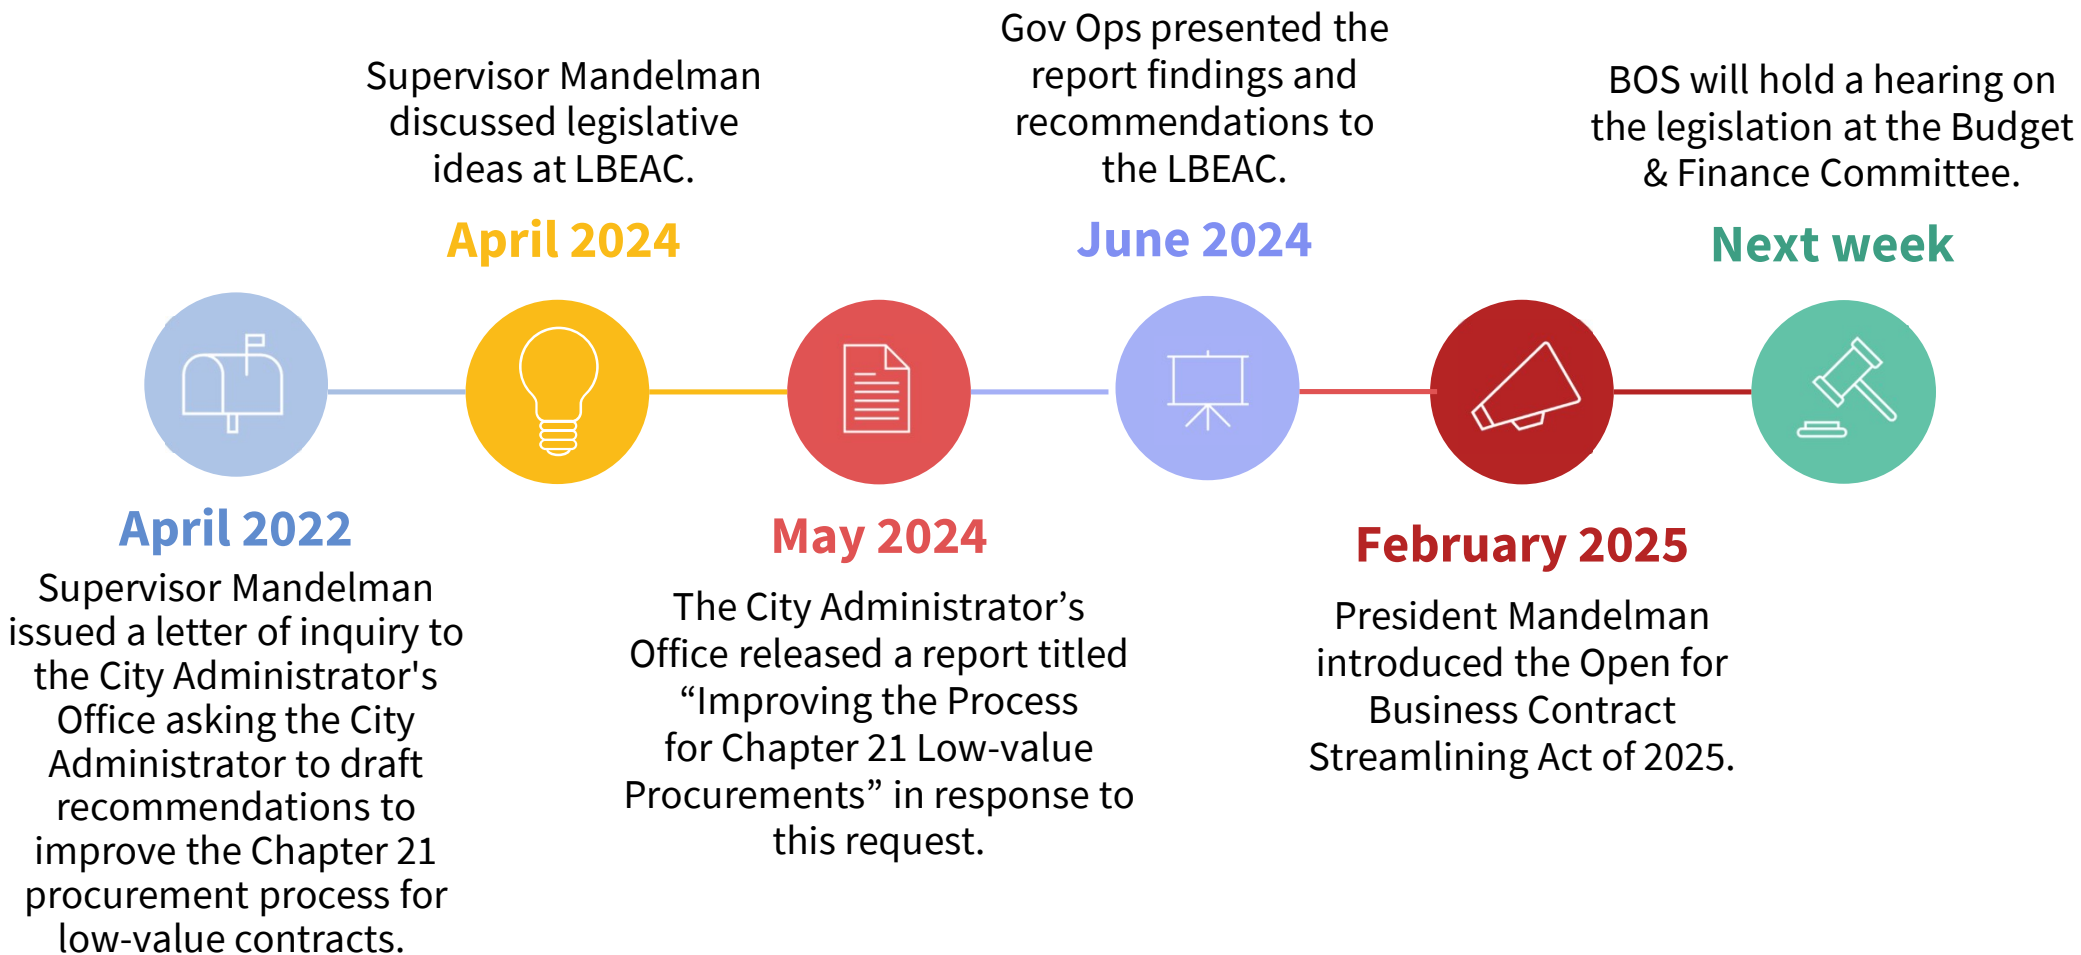 April 2022
Supervisor Mandelman
issued a letter of inquiry to
the City Administrator's
Office asking the City
Administrator to draft
recommendations to
improve the Chapter 21
procurement process for
low-value contracts.
Supervisor Mandelman
discussed legislative
ideas at LBEAC.
April 2024
May 2024
The City Administrator’s
Office released a report titled
“Improving the Process
for Chapter 21 Low-value
Procurements” in response to
this request.
Gov Ops presented the
report findings and
recommendations to
the LBEAC.
June 2024
February 2025
President Mandelman
introduced the Open for
Business Contract
Streamlining Act of 2025.
BOS will hold a hearing on
the legislation at the Budget
& Finance Committee.
Next week